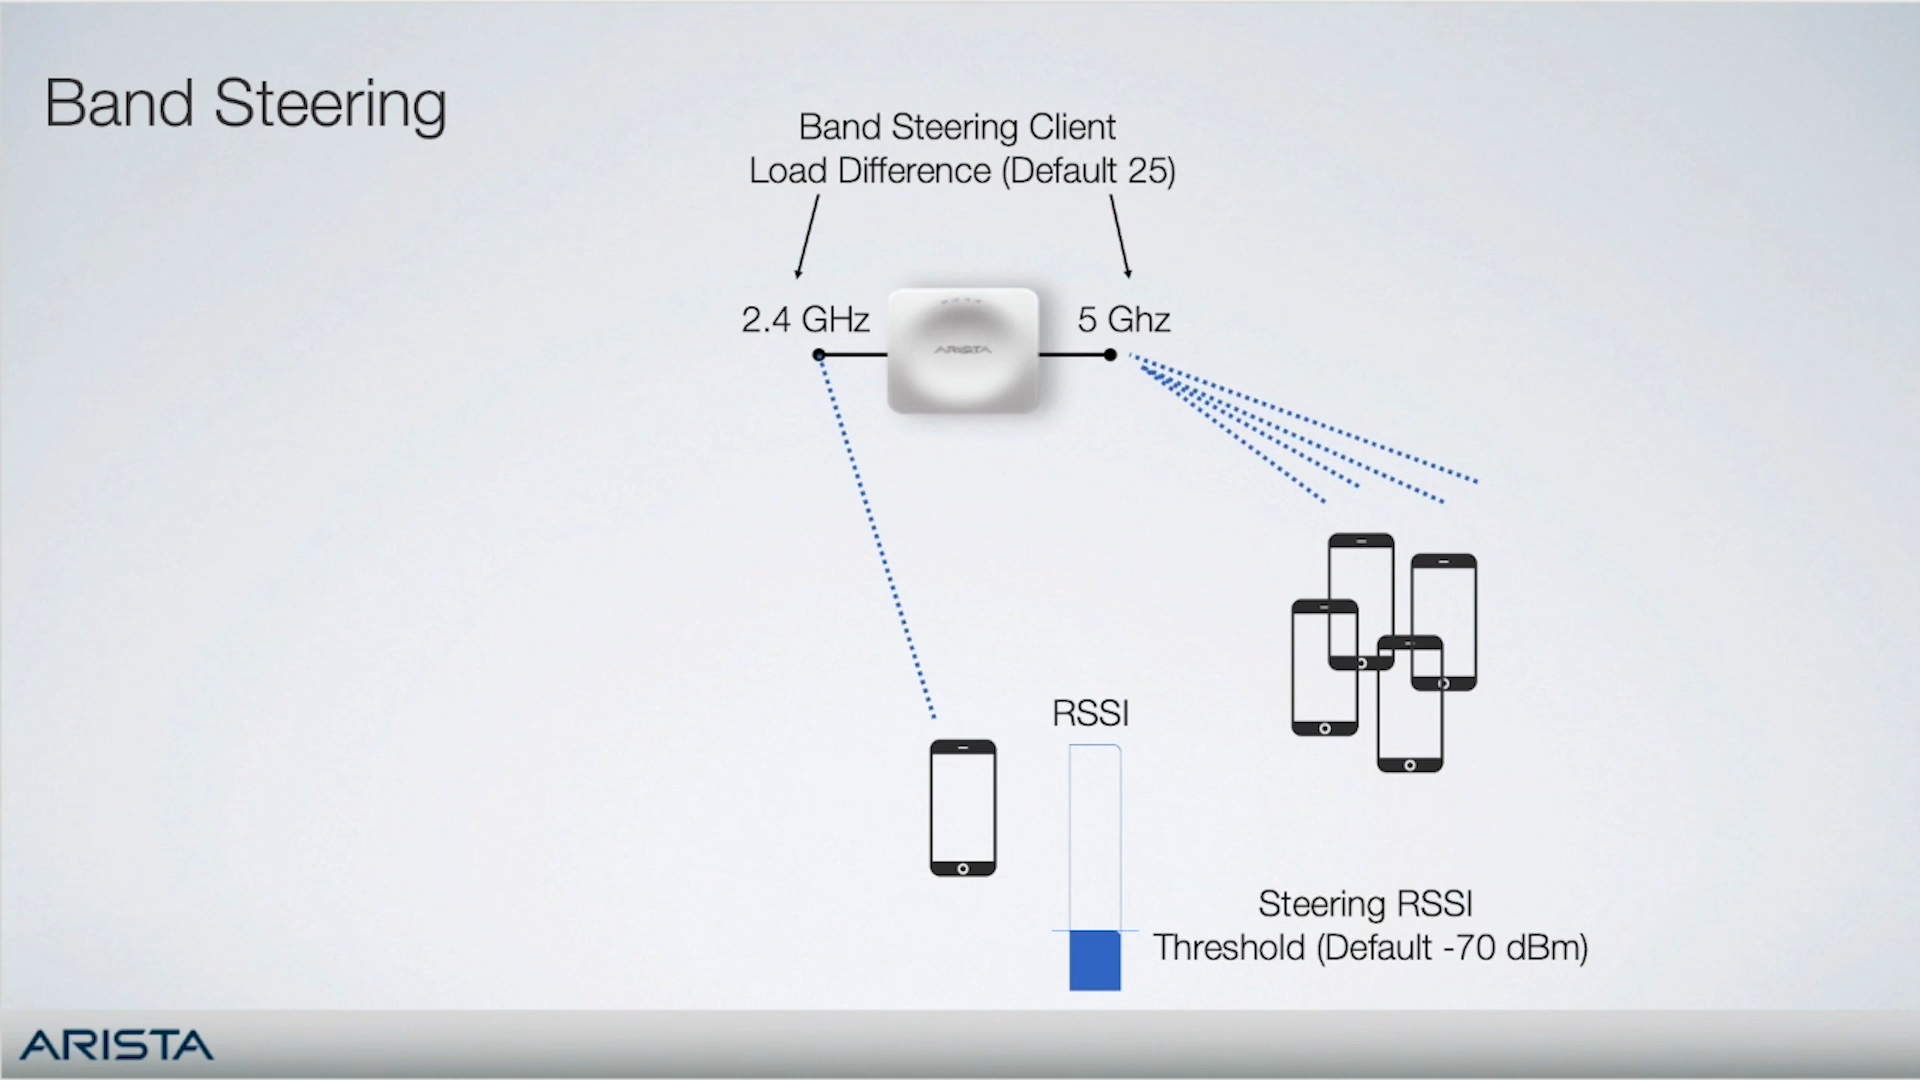 Band Steering
Band Steering Client
Load Difference (Default 25)
2.4 GHz
5 Ghz
ARISTA
RSSI
Steering RSSI
Threshold (Default -70 dBm)
ARISTA